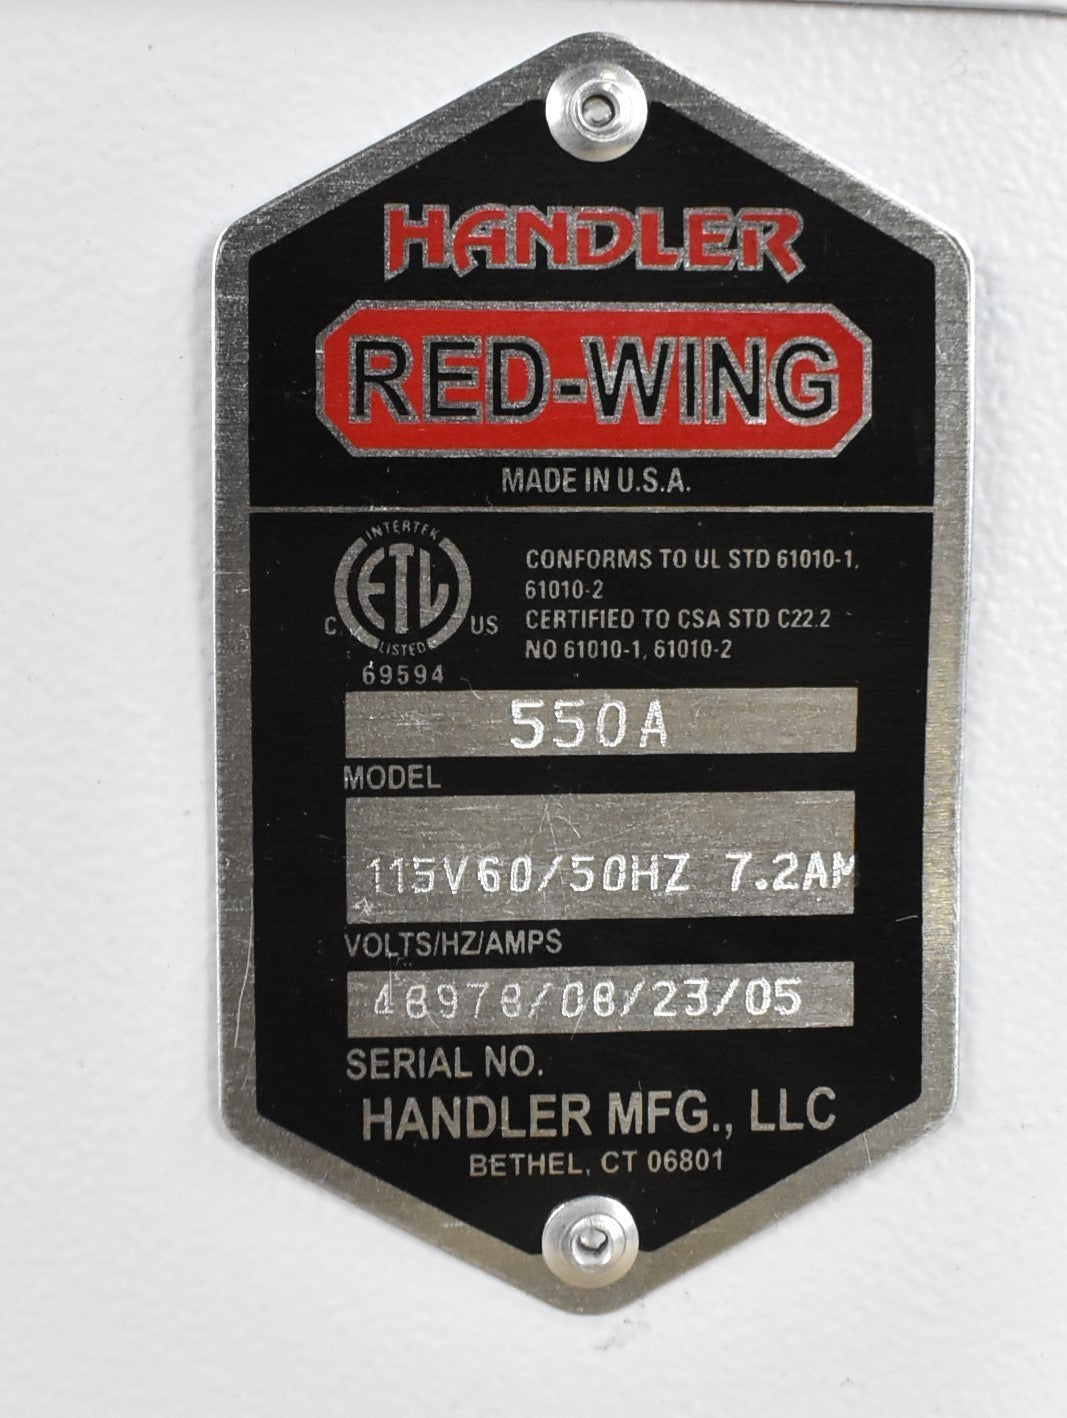 HANDLER
RED-WING
MADE IN U.S.A.
INTERTEK
ETL
C. US
LISTED
69594
CONFORMS TO UL STD 61010-1,
61010-2
CERTIFIED TO CSA STD C22.2
NO 61010-1, 61010-2
550A
MODEL
115V60/50HZ 7.2AM
VOLTS/HZ/AMPS
48978/08/23/05
SERIAL NO.
HANDLER MFG., LLC
BETHEL, CT 06801